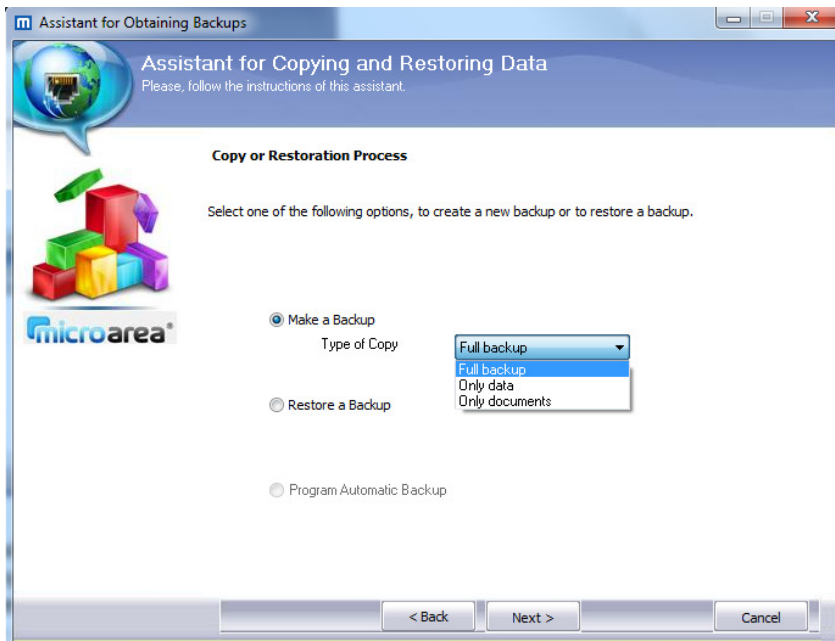 Assistant for Obtaining Backups
Assistant for Copying and Restoring Data
Please, follow the instructions of this assistant.
Copy or Restoration Process
Select one of the following options, to create a new backup or to restore a backup.
microarea®
Make a Backup
Type of Copy Full backup
Full backup
Only data
Only documents
Restore a Backup
Program Automatic Backup
< Back Next > Cancel